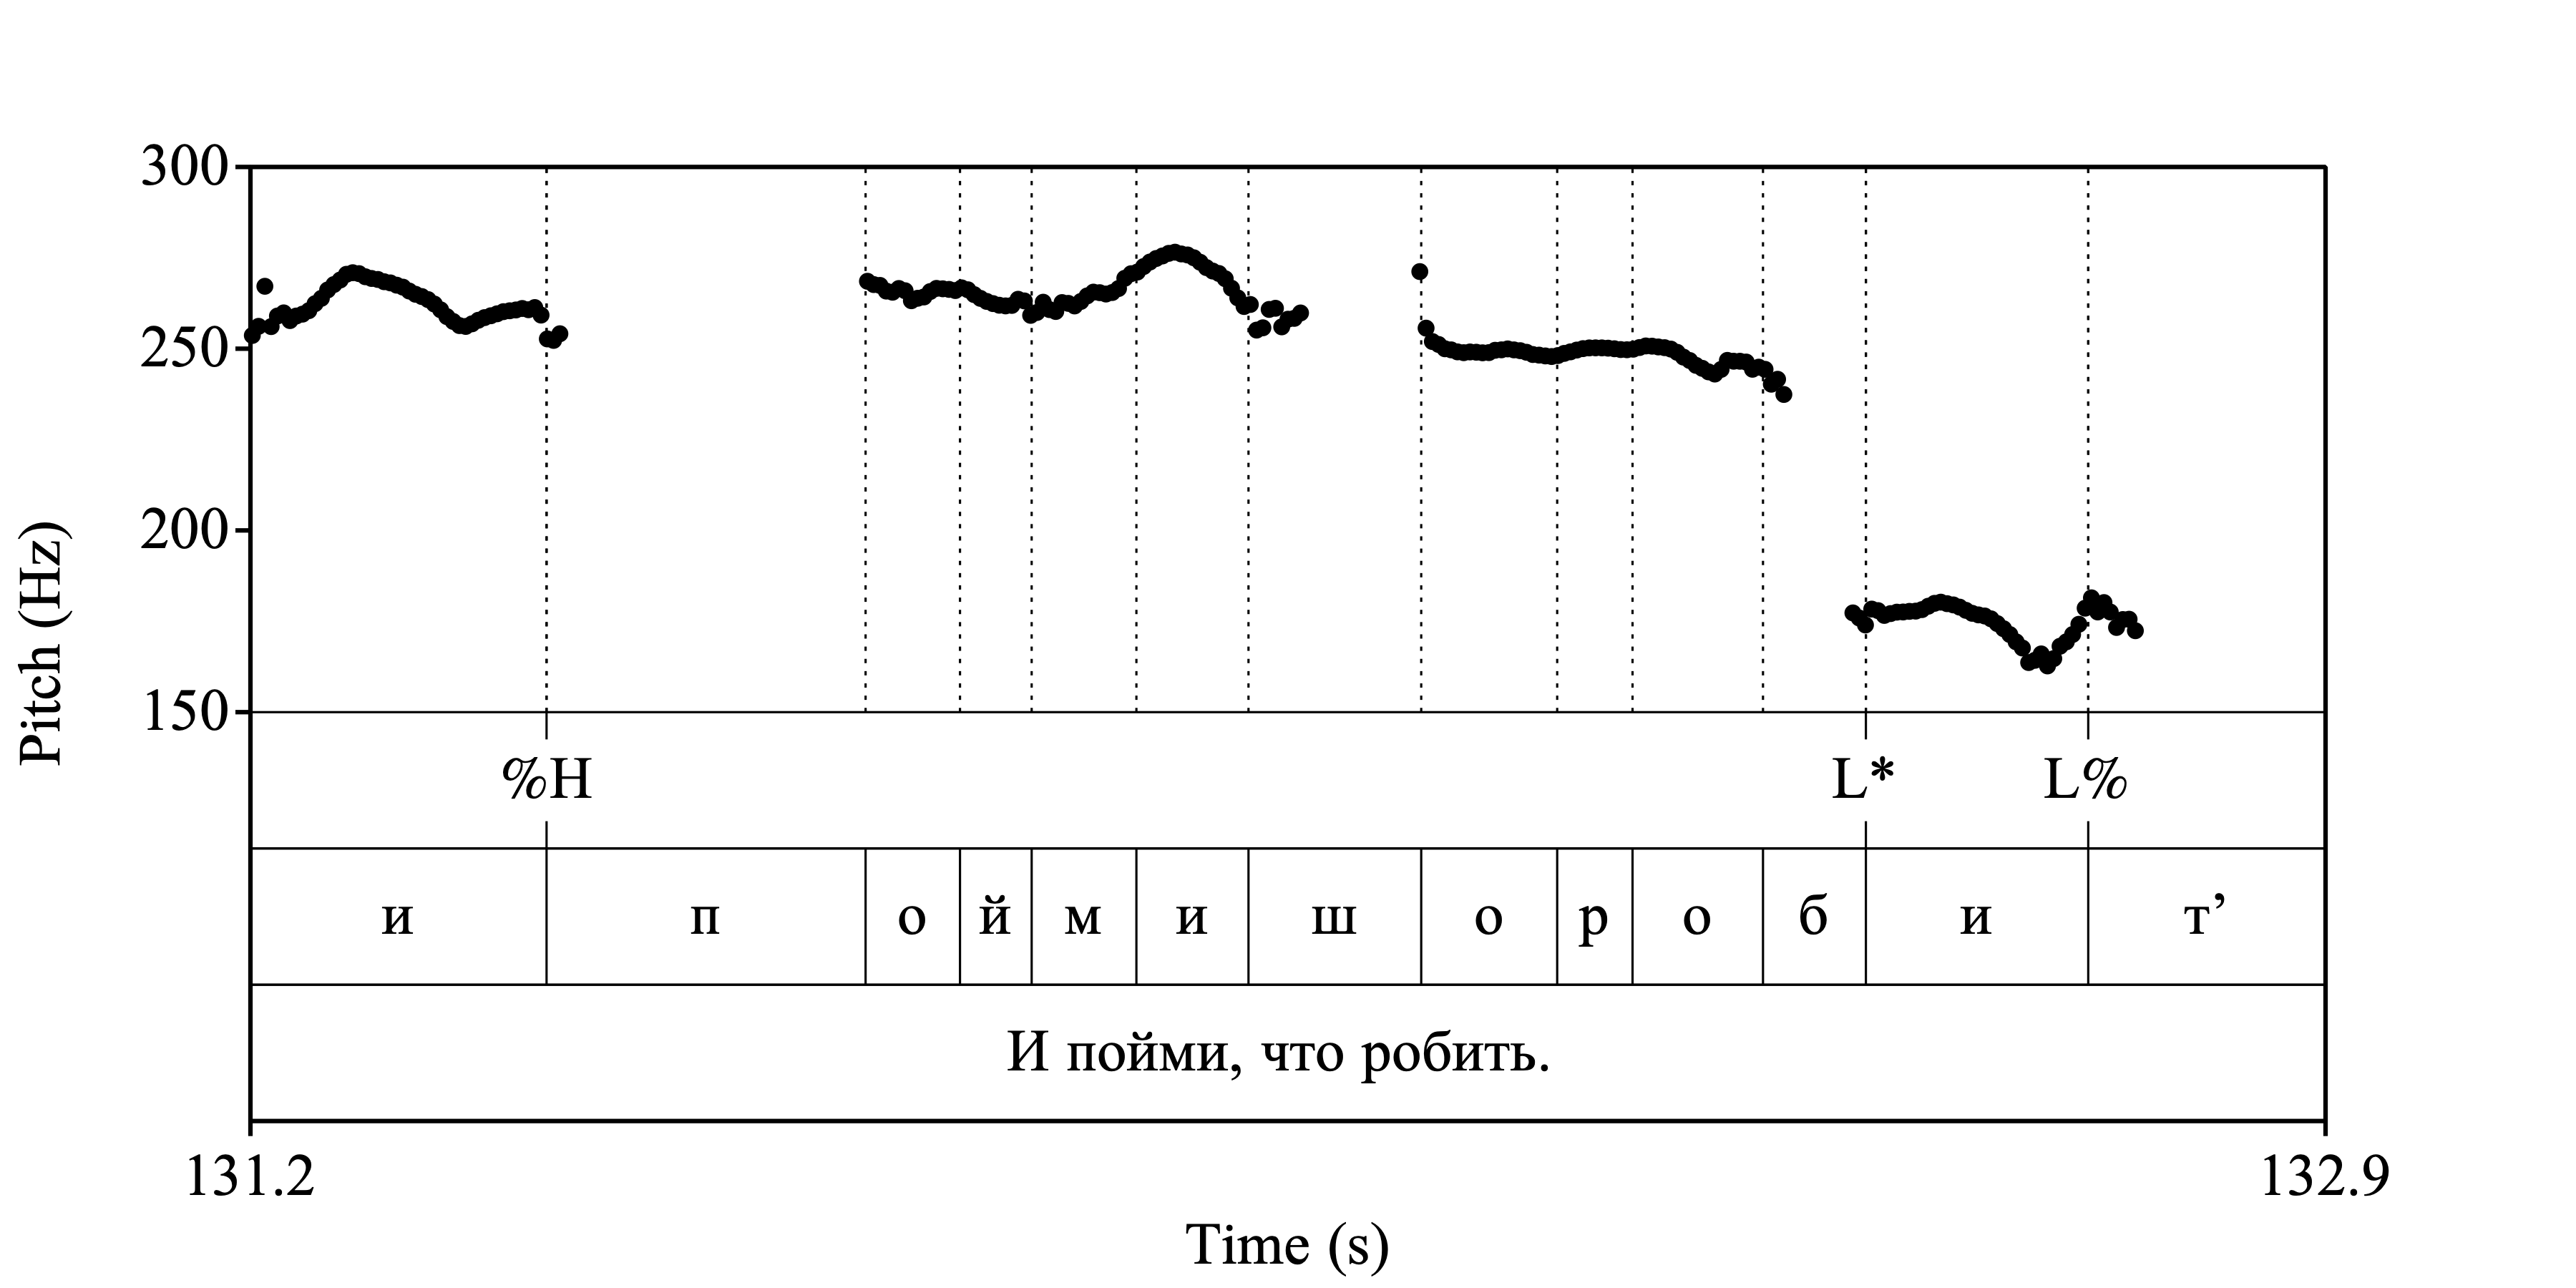 300
250
200
150
Pitch (Hz)
%H L* L%
и п о й м и ш о р о б и т’
И пойми, что робить.
131.2 132.9
Time (s)